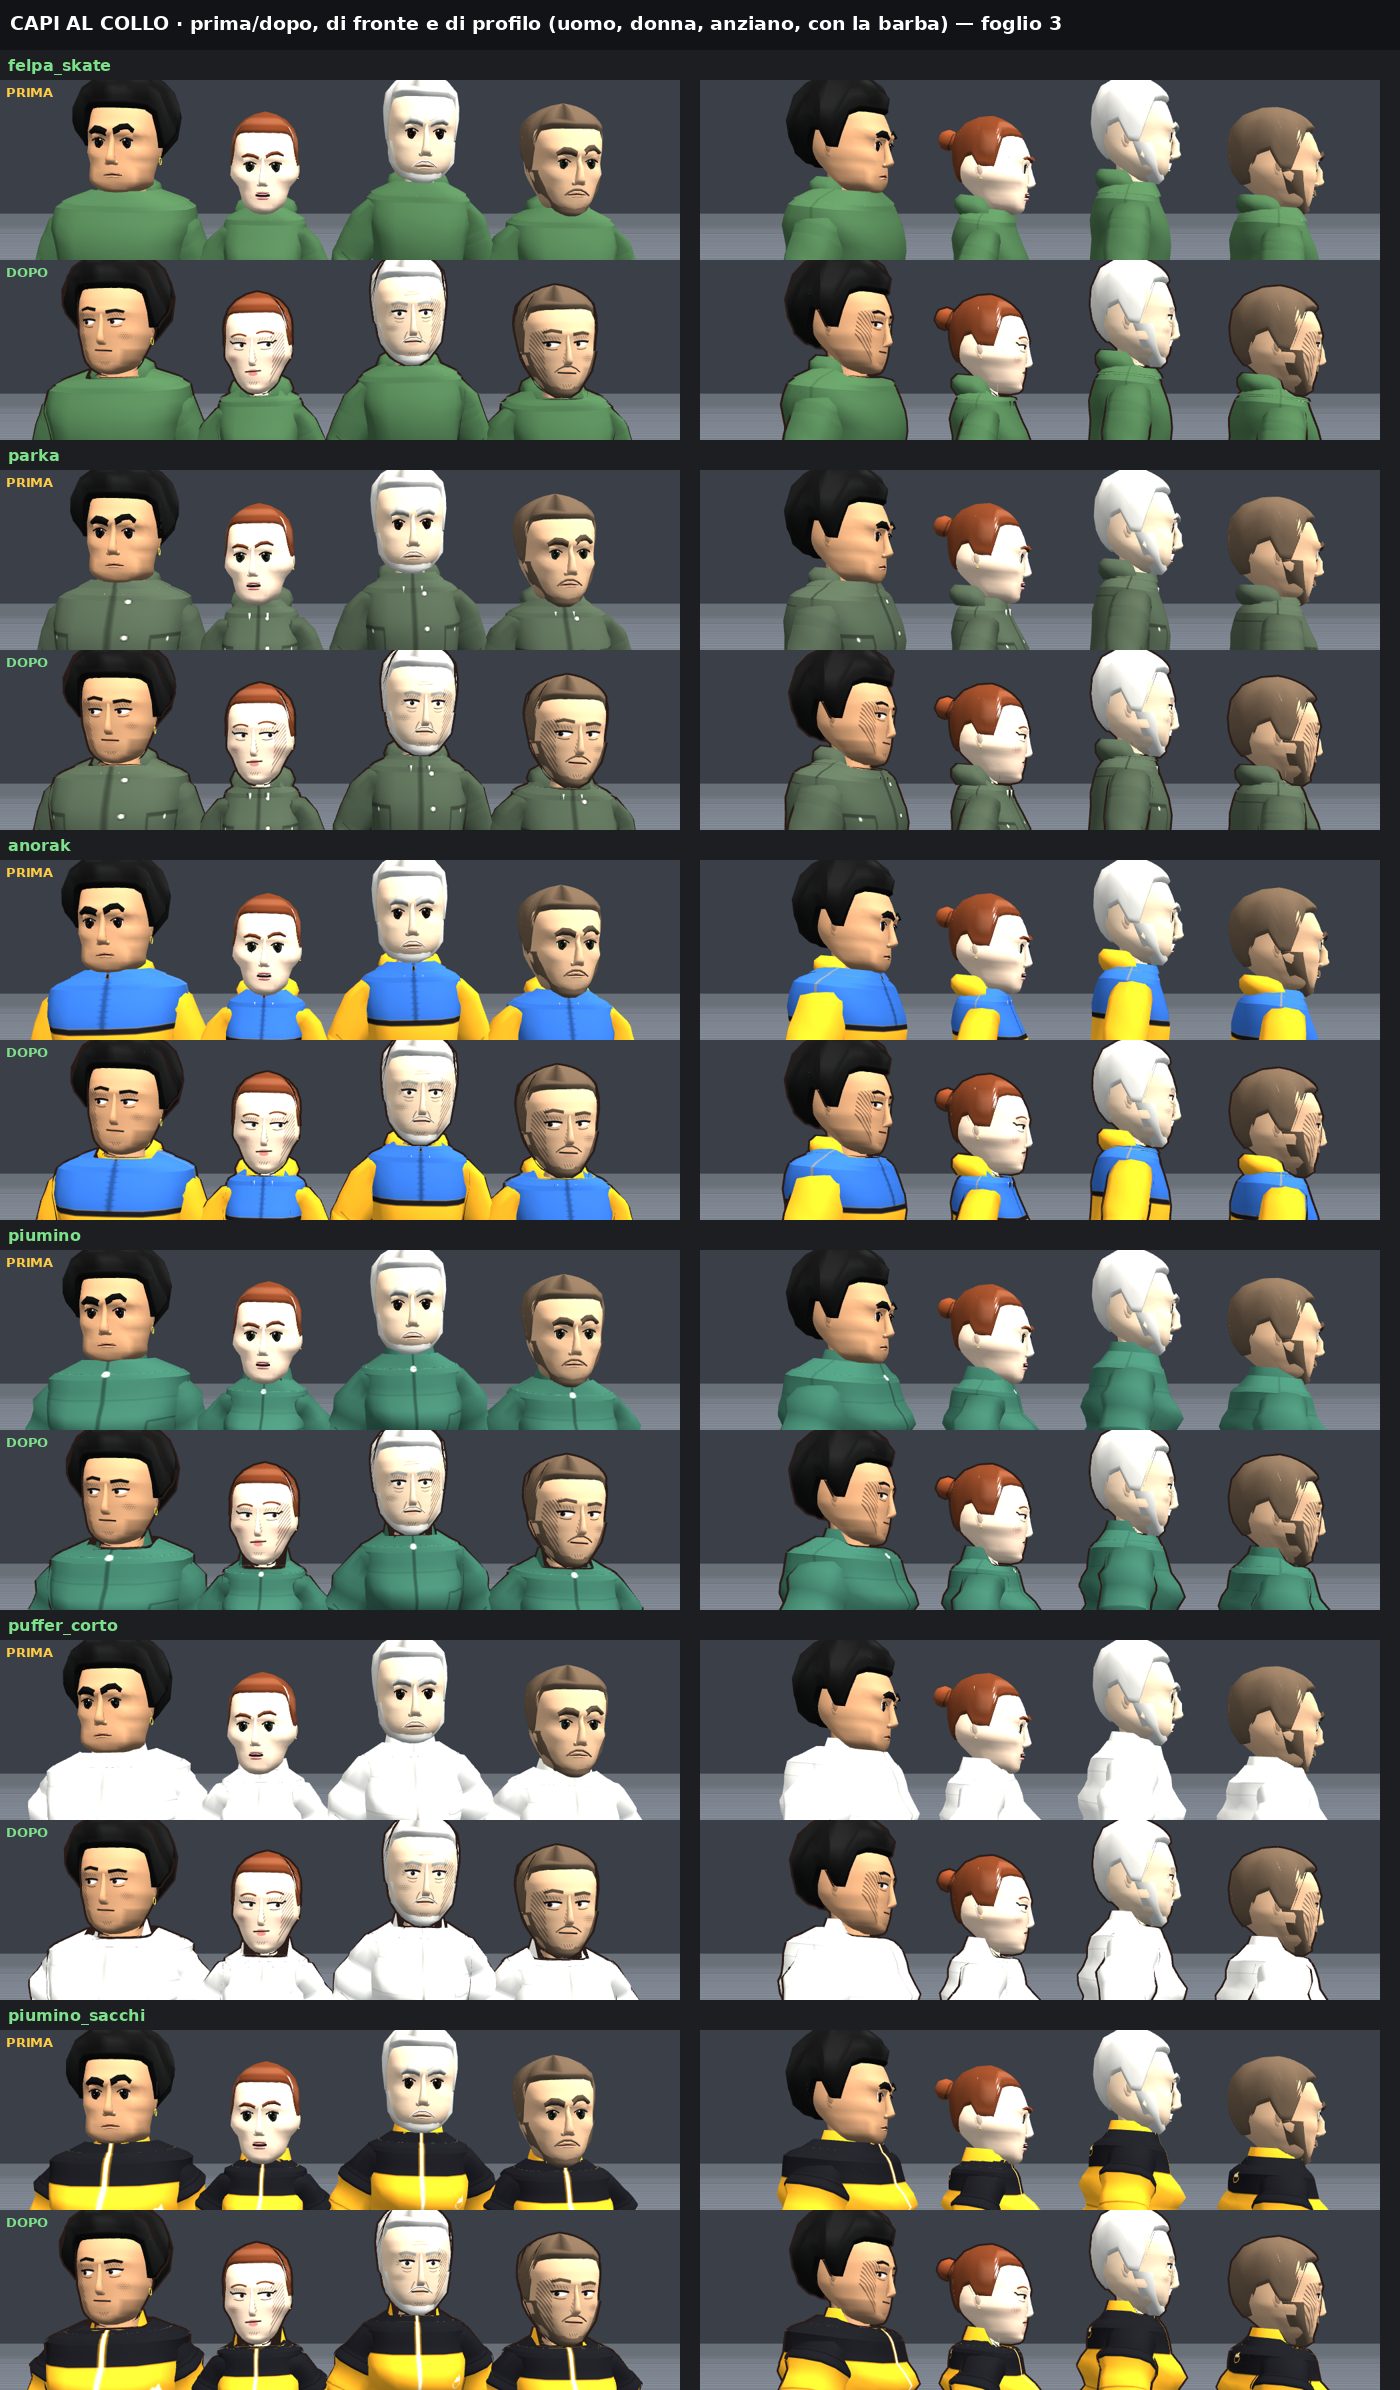 CAPI AL COLLO · prima/dopo, di fronte e di profilo (uomo, donna, anziano, con la barba) — foglio 3
felpa_skate
PRIMA
DOPO
parka
PRIMA
DOPO
anorak
PRIMA
DOPO
piumino
PRIMA
DOPO
puffer_corto
PRIMA
DOPO
piumino_sacchi
PRIMA
DOPO